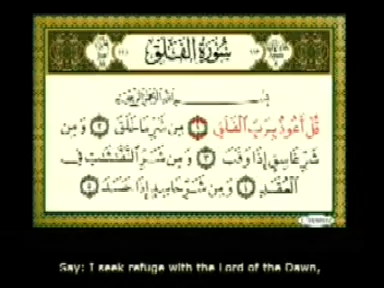 سُورَةُ الفَلَقِ
بِسْمِ اللَّهِ الرَّحْمَٰنِ الرَّحِيمِ
قُلْ أَعُوذُ بِرَبِّ الْفَلَقِ ١ مِن شَرِّ مَا خَلَقَ ٢ وَمِن
شَرِّ غَاسِقٍ إِذَا وَقَبَ ٣ وَمِن شَرِّ النَّفَّاثَاتِ فِي
الْعُقَدِ ٤ وَمِن شَرِّ حَاسِدٍ إِذَا حَسَدَ ٥
Say: I seek refuge with the Lord of the Dawn,